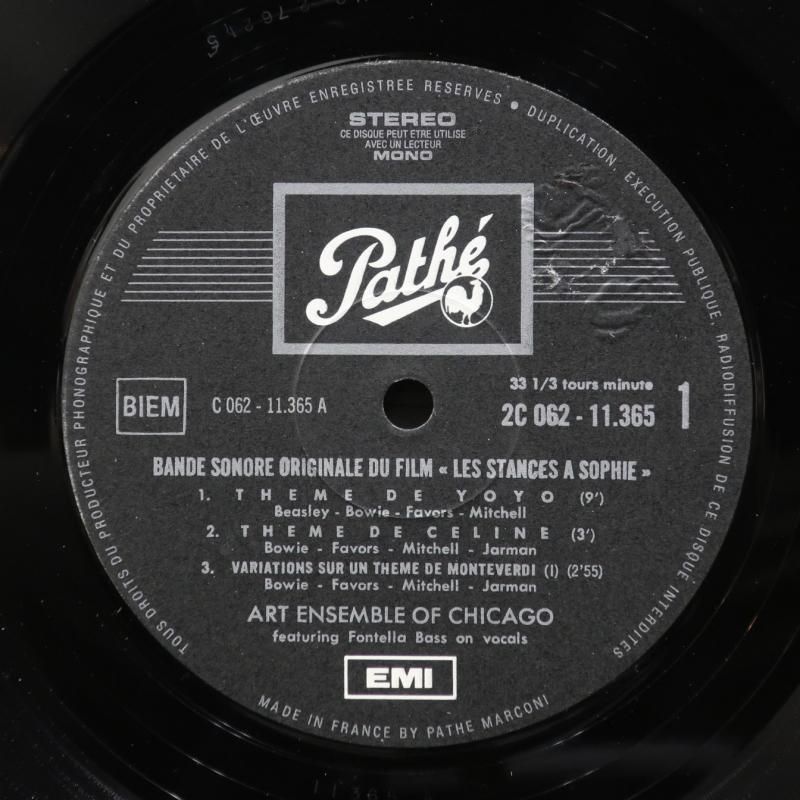 TOUS DROITS DU PRODUCTEUR PHONOGRAPHIQUE ET DU PROPRIETAIRE DE L'ŒUVRE ENREGISTREE RESERVES • DUPLICATION, EXECUTION PUBLIQUE, RADIODIFFUSION DE CE DISQUE INTERDITES
STEREO
CE DISQUE PEUT ETRE UTILISE
AVEC UN LECTEUR
MONO
Pathé
BIEM
C 062 - 11.365 A
33 1/3 tours minute
2C 062 - 11.365
1
BANDE SONORE ORIGINALE DU FILM « LES STANCES A SOPHIE »
1. THEME DE YOYO (9')
Beasley - Bowie - Favors - Mitchell
2. THEME DE CELINE (3')
Bowie - Favors - Mitchell - Jarman
3. VARIATIONS SUR UN THEME DE MONTEVERDI (I) (2'55)
Bowie - Favors - Mitchell - Jarman
ART ENSEMBLE OF CHICAGO
featuring Fontella Bass on vocals
EMI
MADE IN FRANCE BY PATHE MARCONI